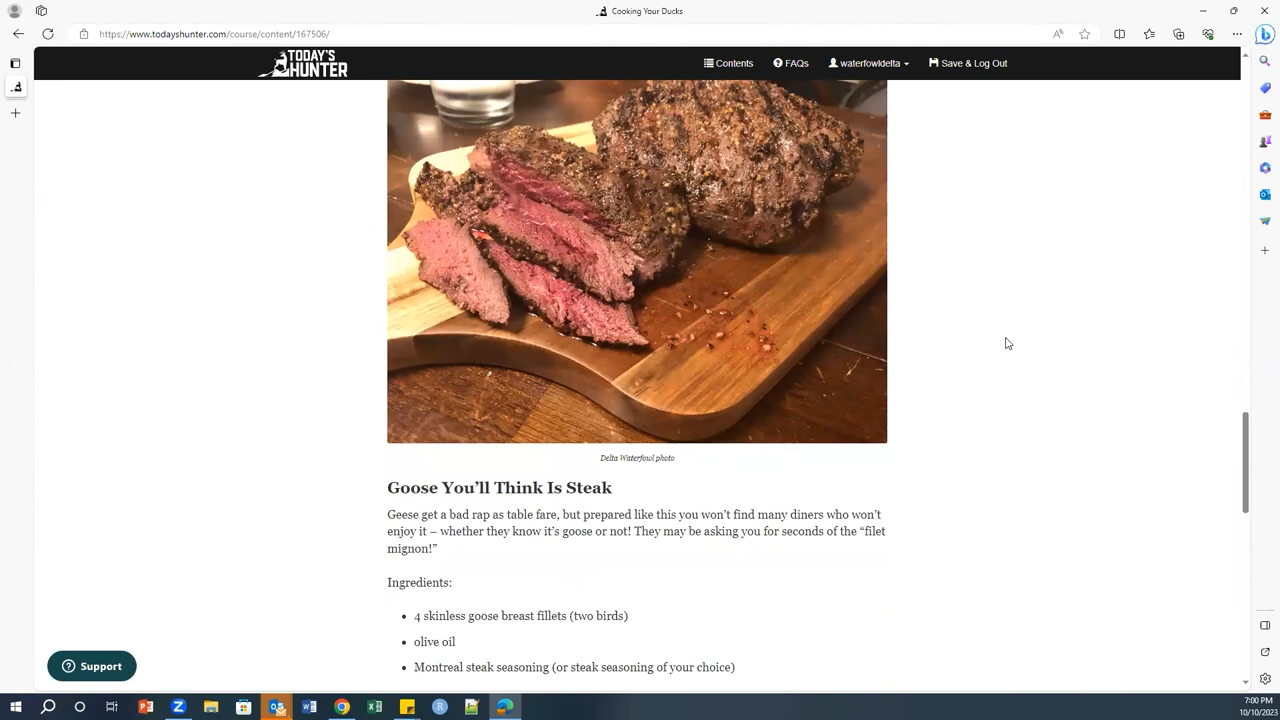 Cooking Your Ducks
https://www.todayshunter.com/course/content/167506/
TODAY'S
HUNTER
Contents
FAQs
waterfowldelta
Save & Log Out
Delta Waterfowl photo
Goose You'll Think Is Steak
Geese get a bad rap as table fare, but prepared like this you won't find many diners who won't
enjoy it – whether they know it's goose or not! They may be asking you for seconds of the “filet
mignon!”
Ingredients:
• 4 skinless goose breast fillets (two birds)
• olive oil
• Montreal steak seasoning (or steak seasoning of your choice)
Support
7:00 PM
10/10/2023